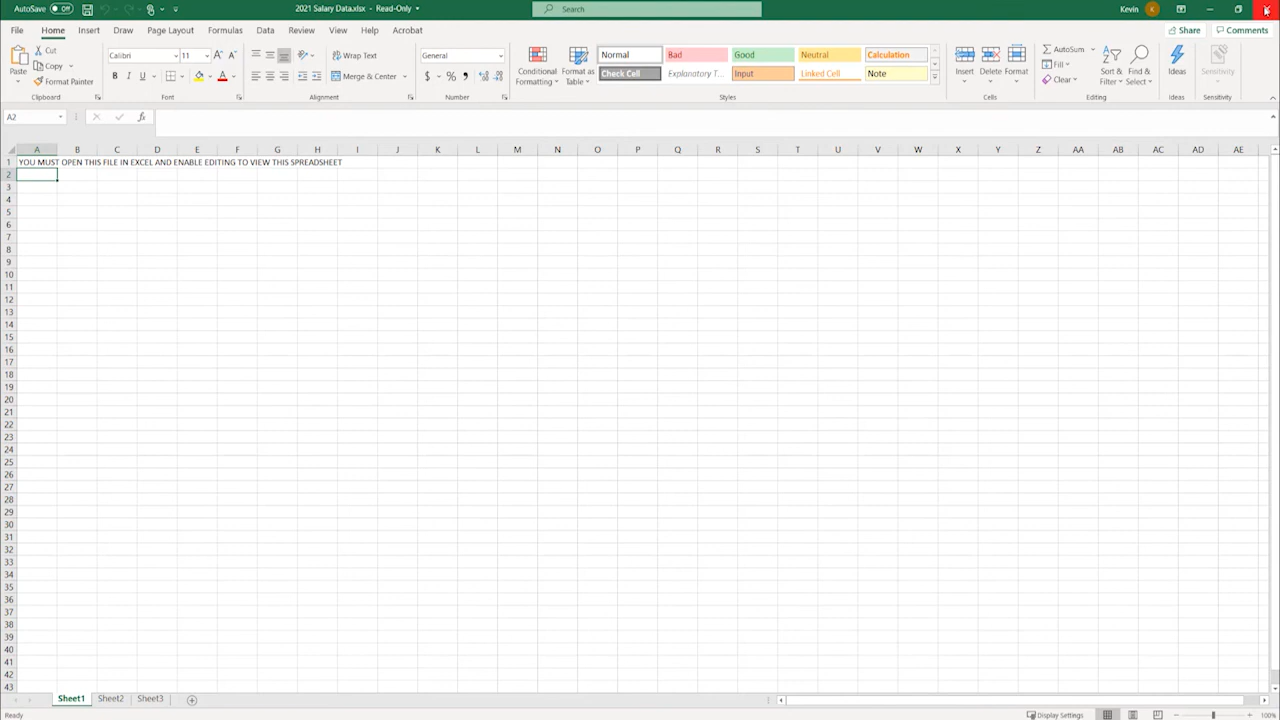 AutoSave Off 2021 Salary Data.xlsx - Read-Only Search Kevin K
File Home Insert Draw Page Layout Formulas Data Review View Help Acrobat Share Comments
Paste Cut Copy Format Painter Clipboard
Calibri 11 A A B I U A Font
Wrap Text Merge & Center Alignment
General $ % , Number
Conditional Formatting Format as Table
Normal Bad Good Neutral Calculation
Check Cell Explanatory T... Input Linked Cell Note
Styles
Insert Delete Format Cells
AutoSum Fill Clear Sort & Filter Find & Select Editing
Ideas Ideas
Sensitivity Sensitivity
A2 fx
A B C D E F G H I J K L M N O P Q R S T U V W X Y Z AA AB AC AD AE
1 YOU MUST OPEN THIS FILE IN EXCEL AND ENABLE EDITING TO VIEW THIS SPREADSHEET
2
3
4
5
6
7
8
9
10
11
12
13
14
15
16
17
18
19
20
21
22
23
24
25
26
27
28
29
30
31
32
33
34
35
36
37
38
39
40
41
42
43
Sheet1 Sheet2 Sheet3
Ready Display Settings 100%